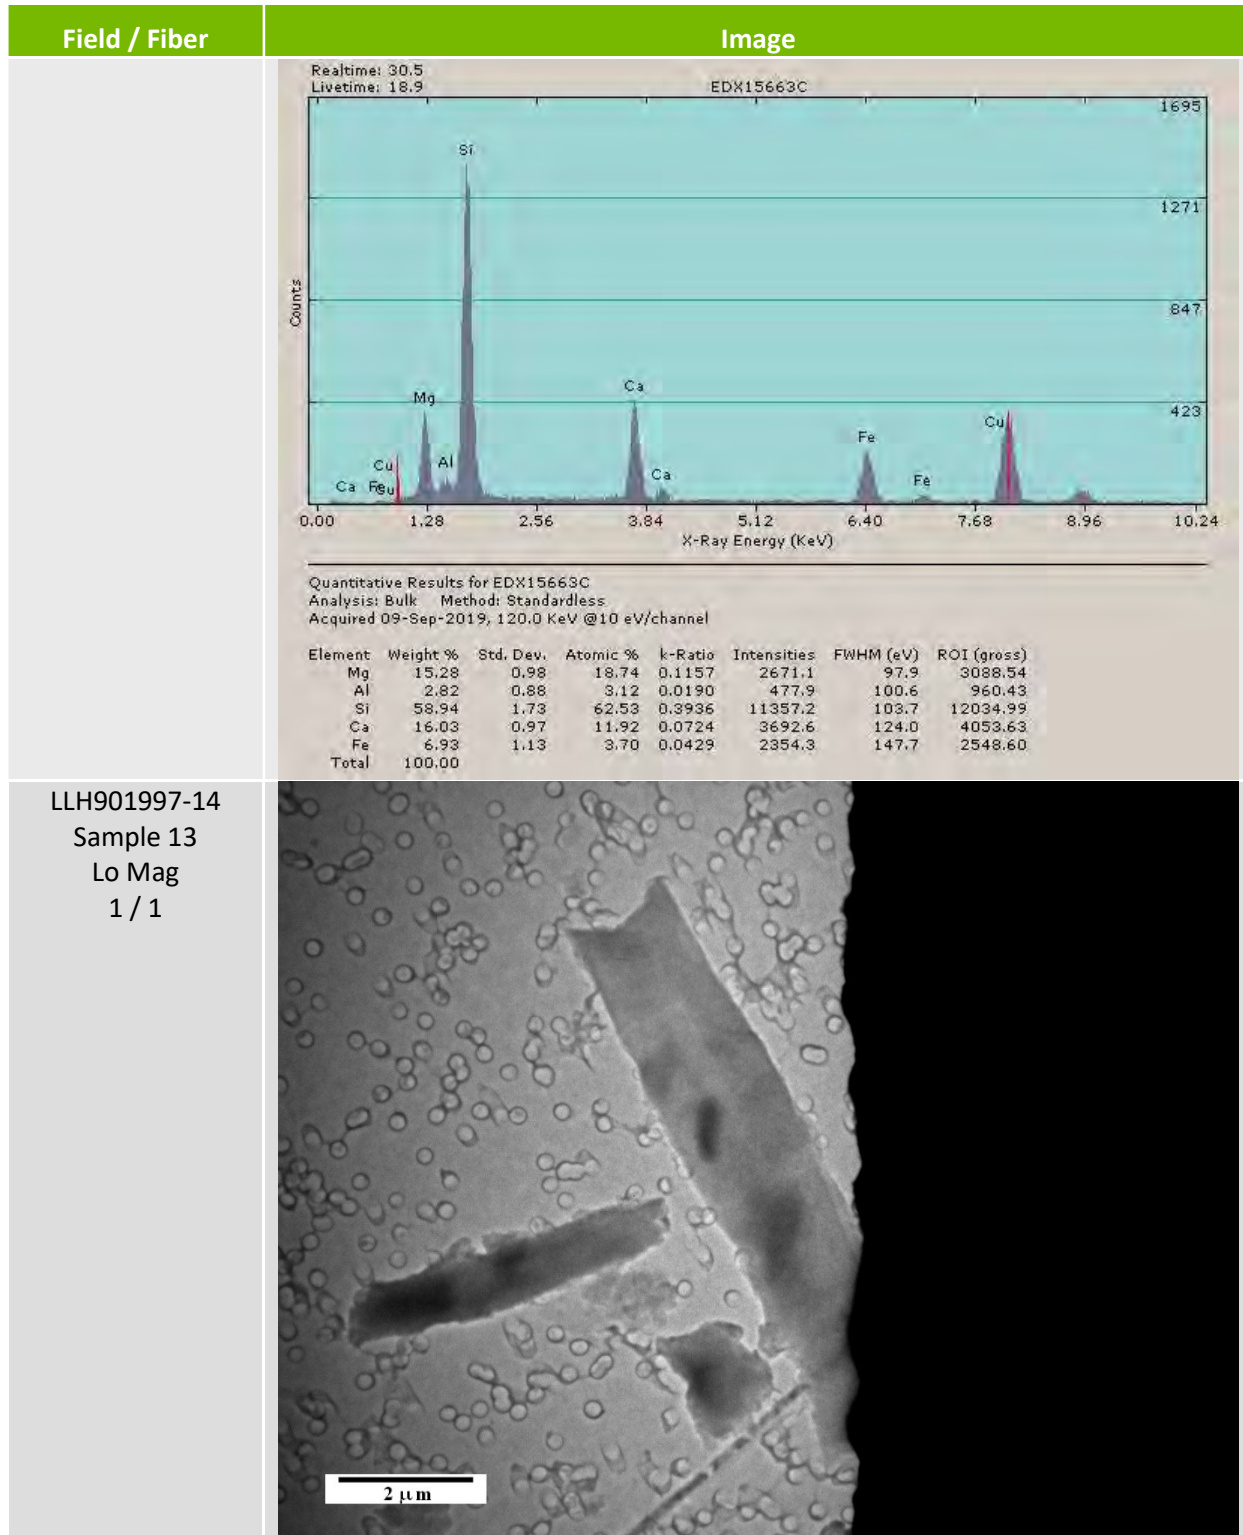 Field / Fiber
Image
Realtime: 30.5
Livetime: 18.9
EDX15663C
1695
1271
847
423
Counts
Si
Mg
Al
Cu
Ca
Fe
Cu
Ca
Ca
Fe
Fe
Cu
0.00 1.28 2.56 3.84 5.12 6.40 7.68 8.96 10.24
X-Ray Energy (KeV)
Quantitative Results for EDX15663C
Analysis: Bulk Method: Standardless
Acquired 09-Sep-2019, 120.0 KeV @10 eV/channel
Element Weight % Std. Dev. Atomic % k-Ratio Intensities FWHM (eV) ROI (gross)
Mg 15.28 0.98 18.74 0.1157 2671.1 97.9 3088.54
Al 2.82 0.88 3.12 0.0190 477.9 100.6 960.43
Si 58.94 1.73 62.53 0.3936 11357.2 103.7 12034.99
Ca 16.03 0.97 11.92 0.0724 3692.6 124.0 4053.63
Fe 6.93 1.13 3.70 0.0429 2354.3 147.7 2548.60
Total 100.00
LLH901997-14
Sample 13
Lo Mag
1 / 1
2 μm